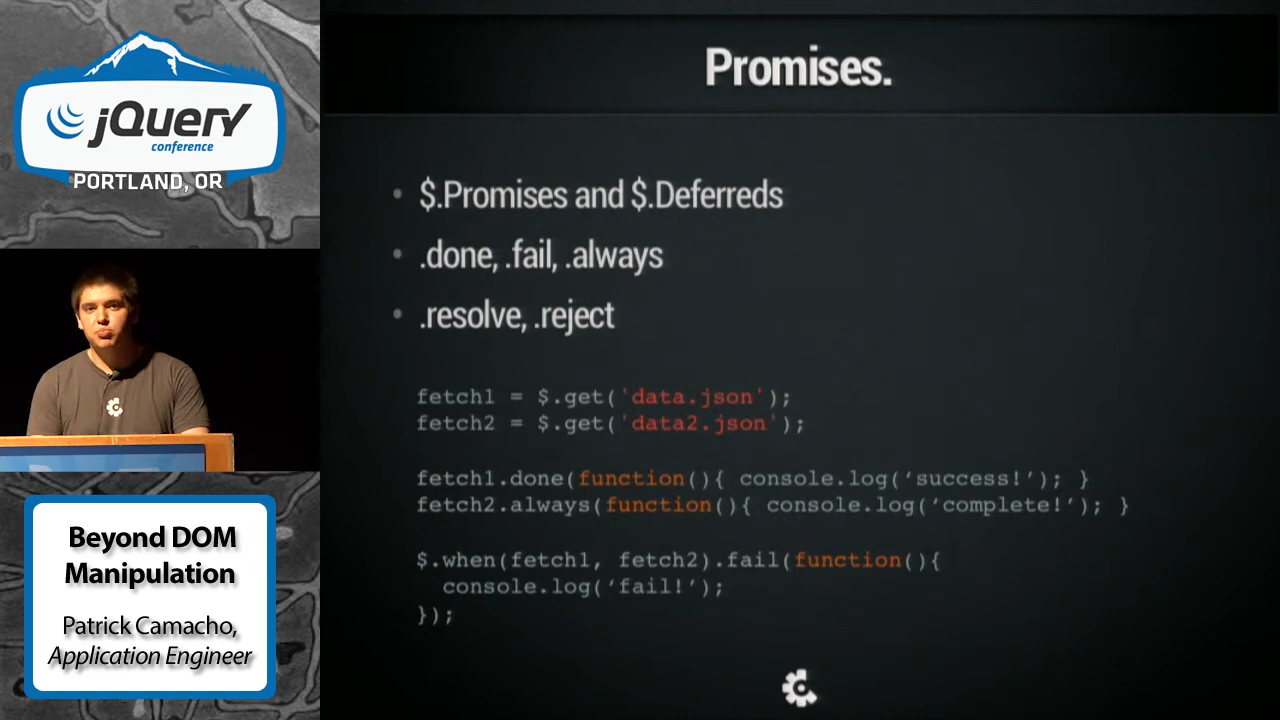 jQuery
conference
PORTLAND, OR
Beyond DOM
Manipulation
Patrick Camacho,
Application Engineer
Promises.
• $.Promises and $.Deferreds
• .done, .fail, .always
• .resolve, .reject
fetch1 = $.get('data.json');
fetch2 = $.get('data2.json');
fetch1.done(function(){ console.log(‘success!’); }
fetch2.always(function(){ console.log(‘complete!’); }
$.when(fetch1, fetch2).fail(function(){
  console.log(‘fail!’);
});